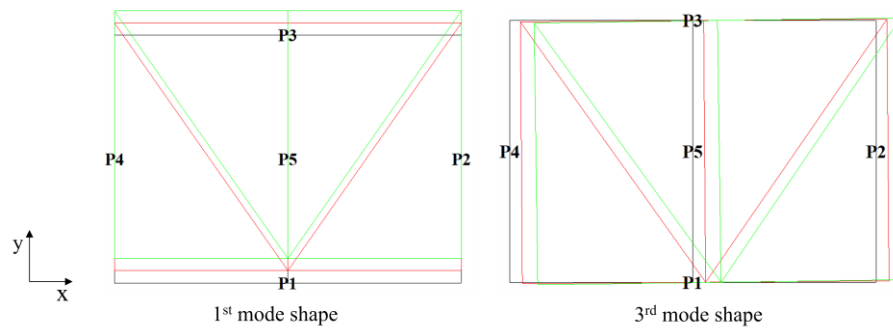 P3
P4
P5
P2
P1
y
x
1st mode shape
P3
P4
P5
P2
P1
3rd mode shape